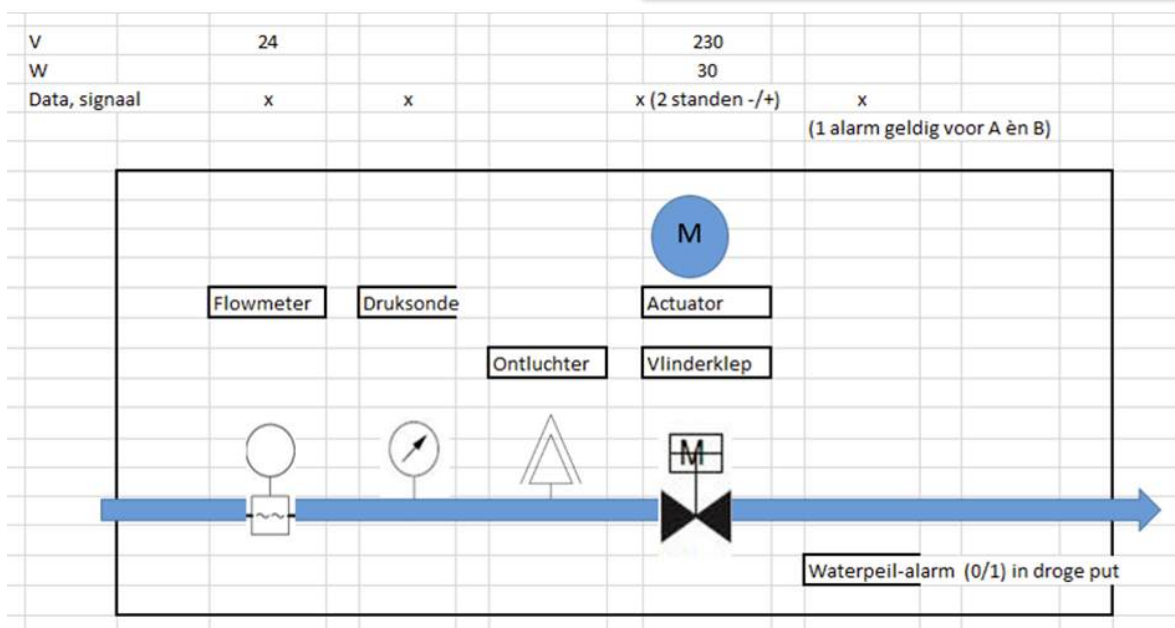 V 24 230
W 30
Data, signaal x x x (2 standen -/+) x
(1 alarm geldig voor A èn B)
M
Flowmeter Druksonde Actuator
Ontluchter Vlinderklep
M
Waterpeil-alarm (0/1) in droge put